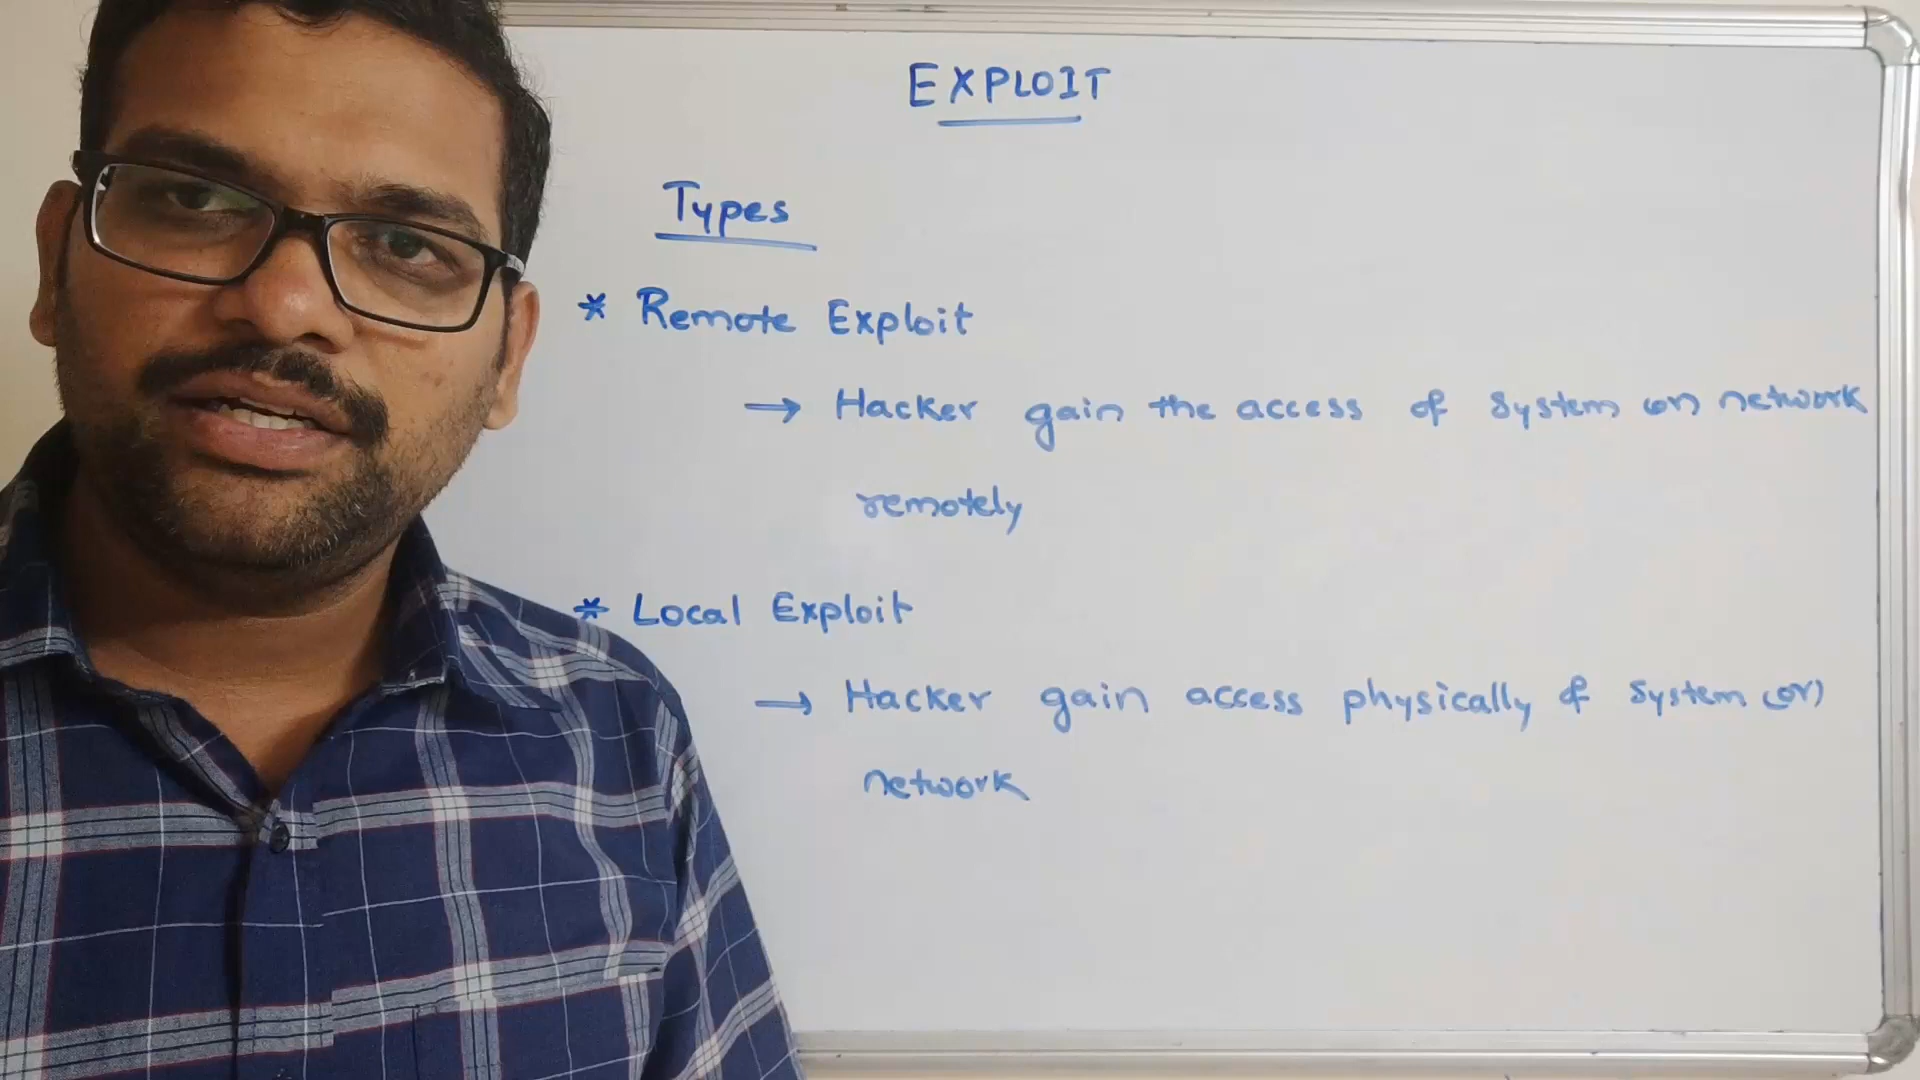 EXPLOIT
Types
* Remote Exploit
→ Hacker gain the access of system (or) network
remotely
* Local Exploit
→ Hacker gain access physically of system (or)
network